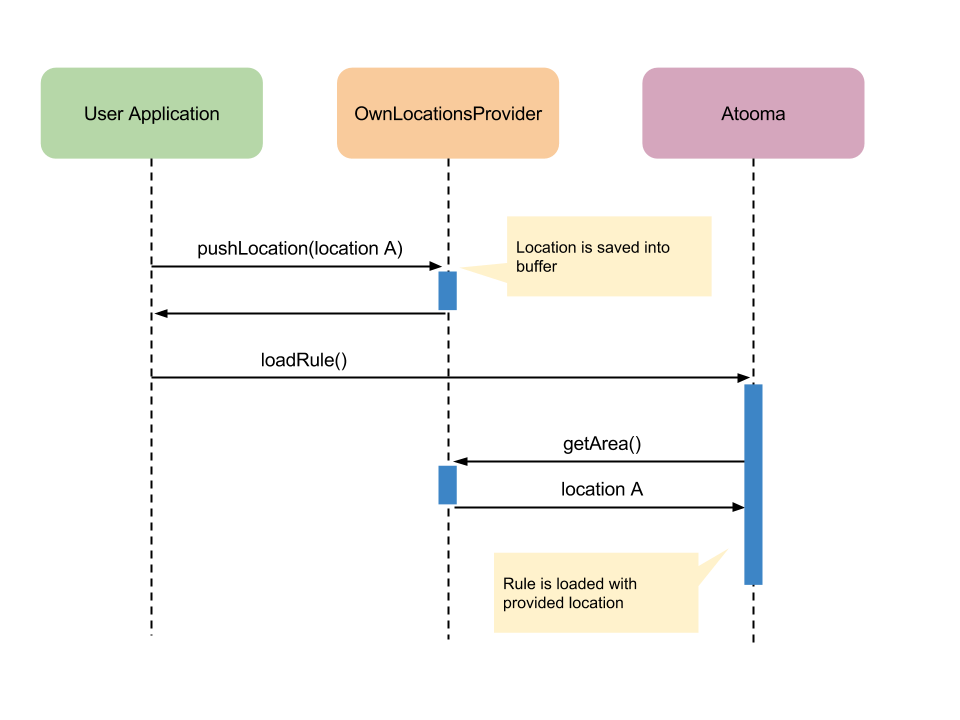 User Application
OwnLocationsProvider
Atooma
pushLocation(location A)
Location is saved into
buffer
loadRule()
getArea()
location A
Rule is loaded with
provided location